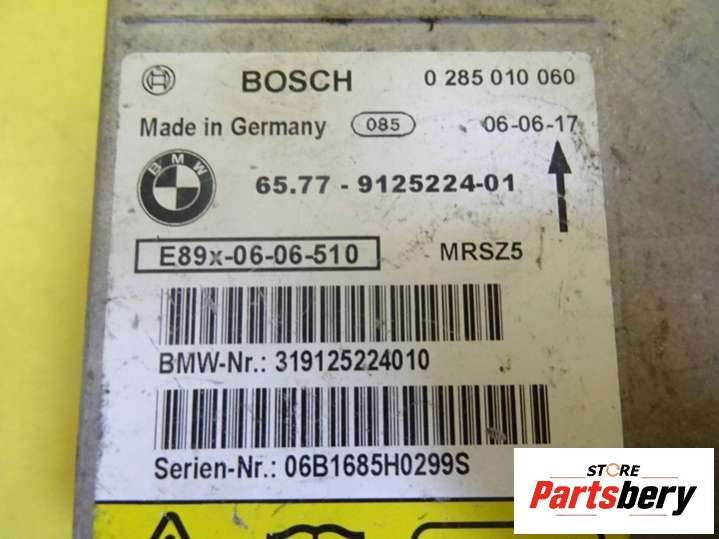 BOSCH 0 285 010 060
Made in Germany 085 06-06-17
BMW
65.77 - 9125224-01
E89x-06-06-510 MRSZ5
BMW-Nr.: 319125224010
Serien-Nr.: 06B1685H0299S
STORE
Partsbery